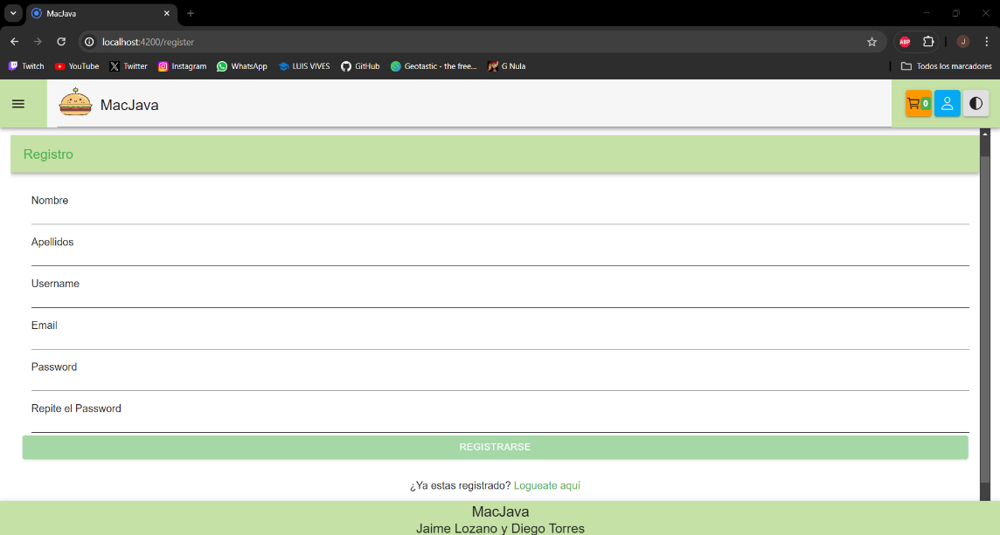 MacJava
localhost:4200/register
ABP
J
Twitch YouTube Twitter Instagram WhatsApp LUIS VIVES GitHub Geotastic - the free... G Nula Todos los marcadores
MacJava 0
Registro
Nombre
Apellidos
Username
Email
Password
Repite el Password
REGISTRARSE
¿Ya estas registrado? Logueate aquí
MacJava
Jaime Lozano y Diego Torres